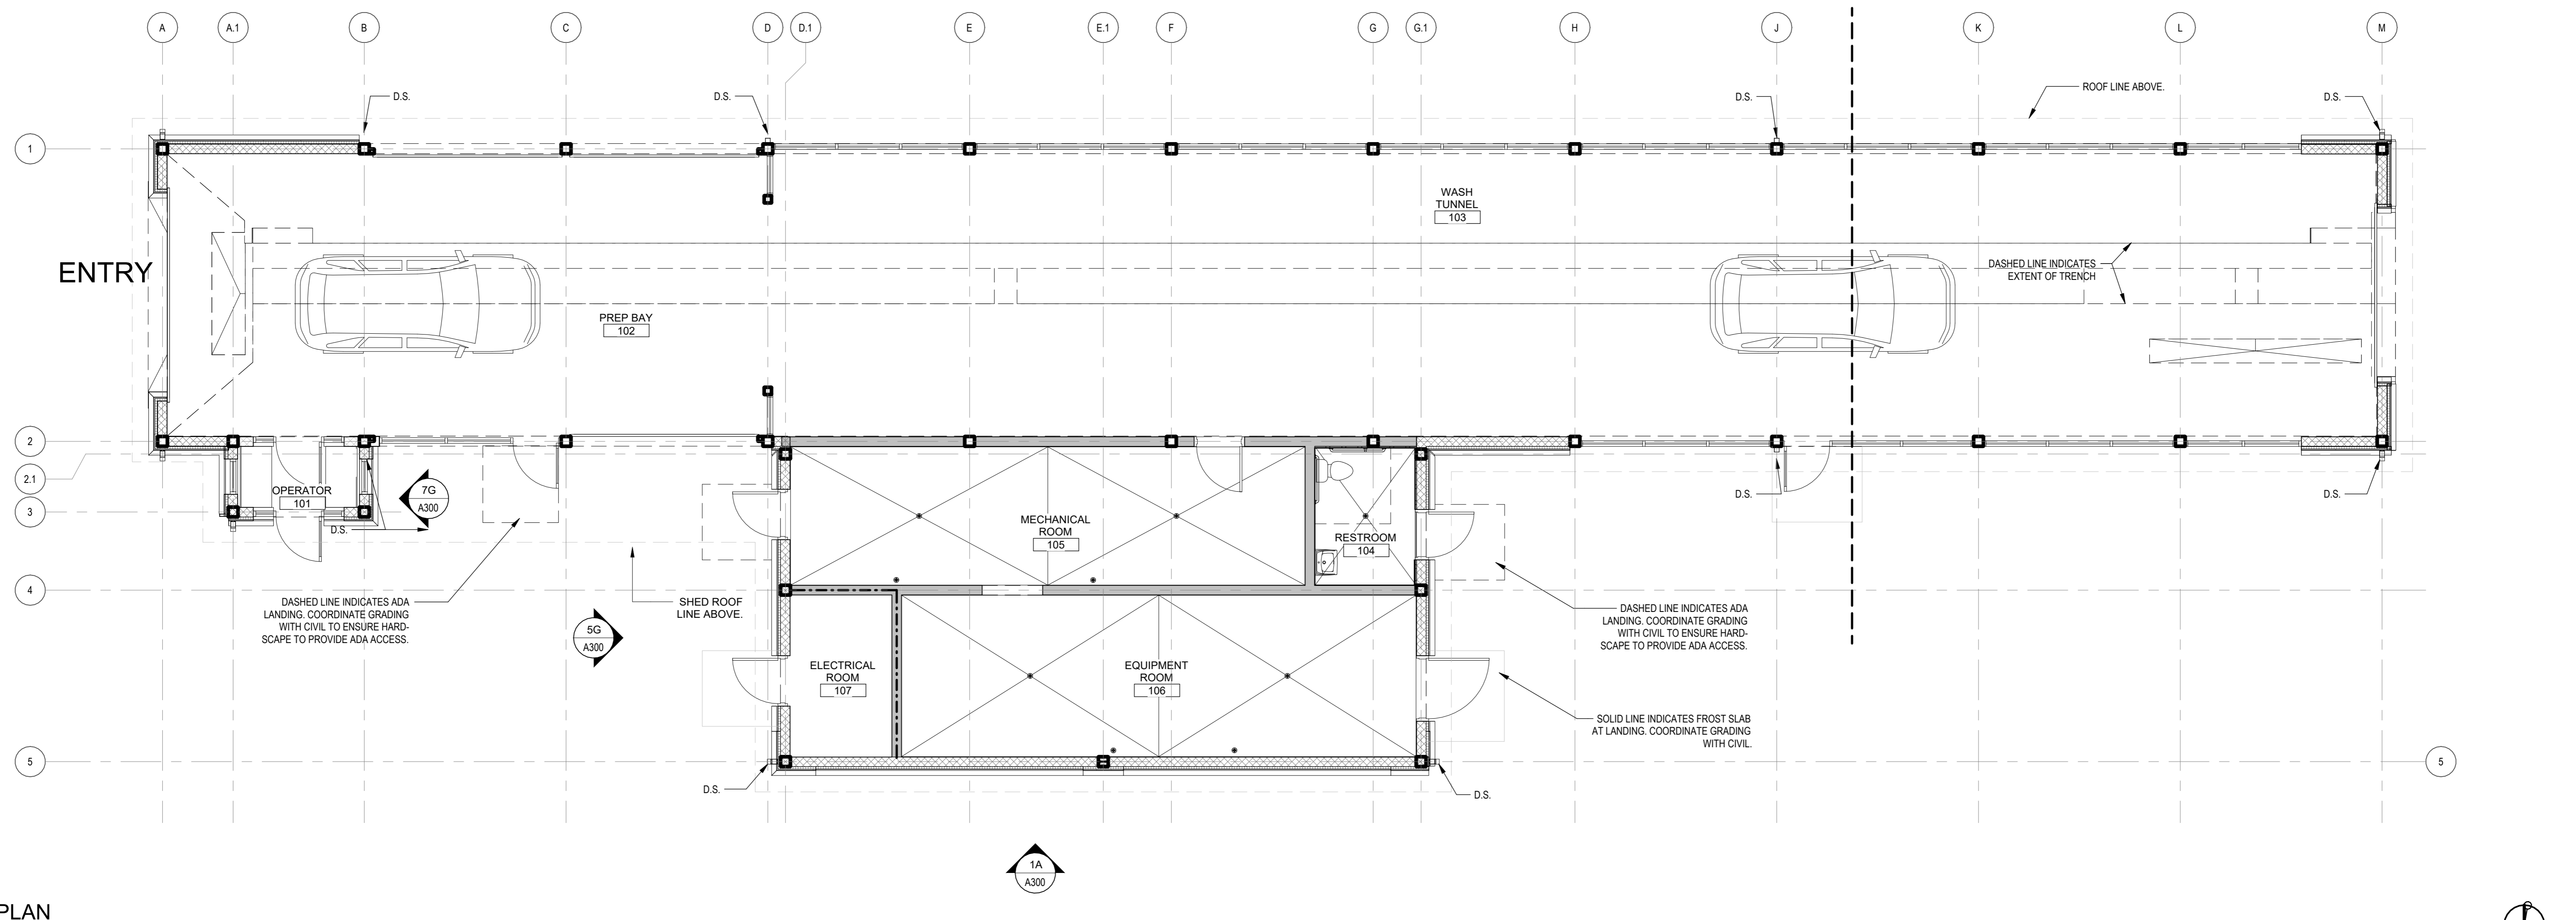 A
A.1
B
C
D
D.1
E
E.1
F
G
G.1
H
J
K
L
M
ROOF LINE ABOVE.
D.S.
D.S.
D.S.
D.S.
1
WASH
TUNNEL
103
ENTRY
DASHED LINE INDICATES
EXTENT OF TRENCH
PREP BAY
102
2
2.1
3
OPERATOR
101
D.S.
7G
A300
D.S.
D.S.
MECHANICAL
ROOM
105
RESTROOM
104
4
DASHED LINE INDICATES ADA
LANDING. COORDINATE GRADING
WITH CIVIL TO ENSURE HARD-
SCAPE TO PROVIDE ADA ACCESS.
5G
A300
SHED ROOF
LINE ABOVE.
DASHED LINE INDICATES ADA
LANDING. COORDINATE GRADING
WITH CIVIL TO ENSURE HARD-
SCAPE TO PROVIDE ADA ACCESS.
ELECTRICAL
ROOM
107
EQUIPMENT
ROOM
106
SOLID LINE INDICATES FROST SLAB
AT LANDING. COORDINATE GRADING
WITH CIVIL.
5
5
D.S.
D.S.
1A
A300
PLAN